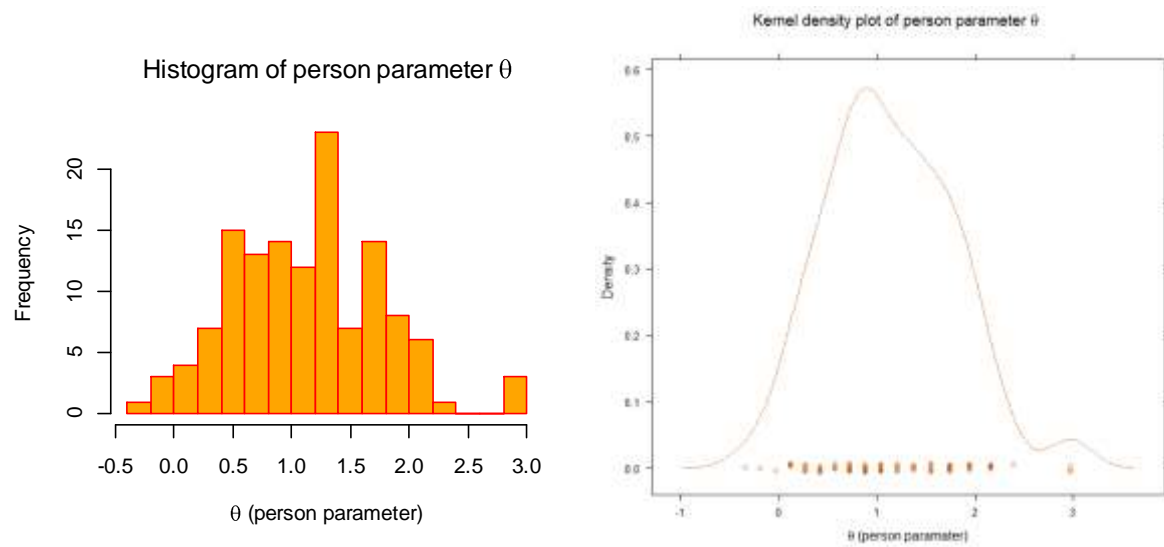 Histogram of person parameter θ
Frequency
20
15
10
5
0
-0.5 0.0 0.5 1.0 1.5 2.0 2.5 3.0
θ (person parameter)
Kernel density plot of person parameter θ
Density
0.6
0.5
0.4
0.3
0.2
0.1
0.0
-1 0 1 2 3
θ (person paramater)